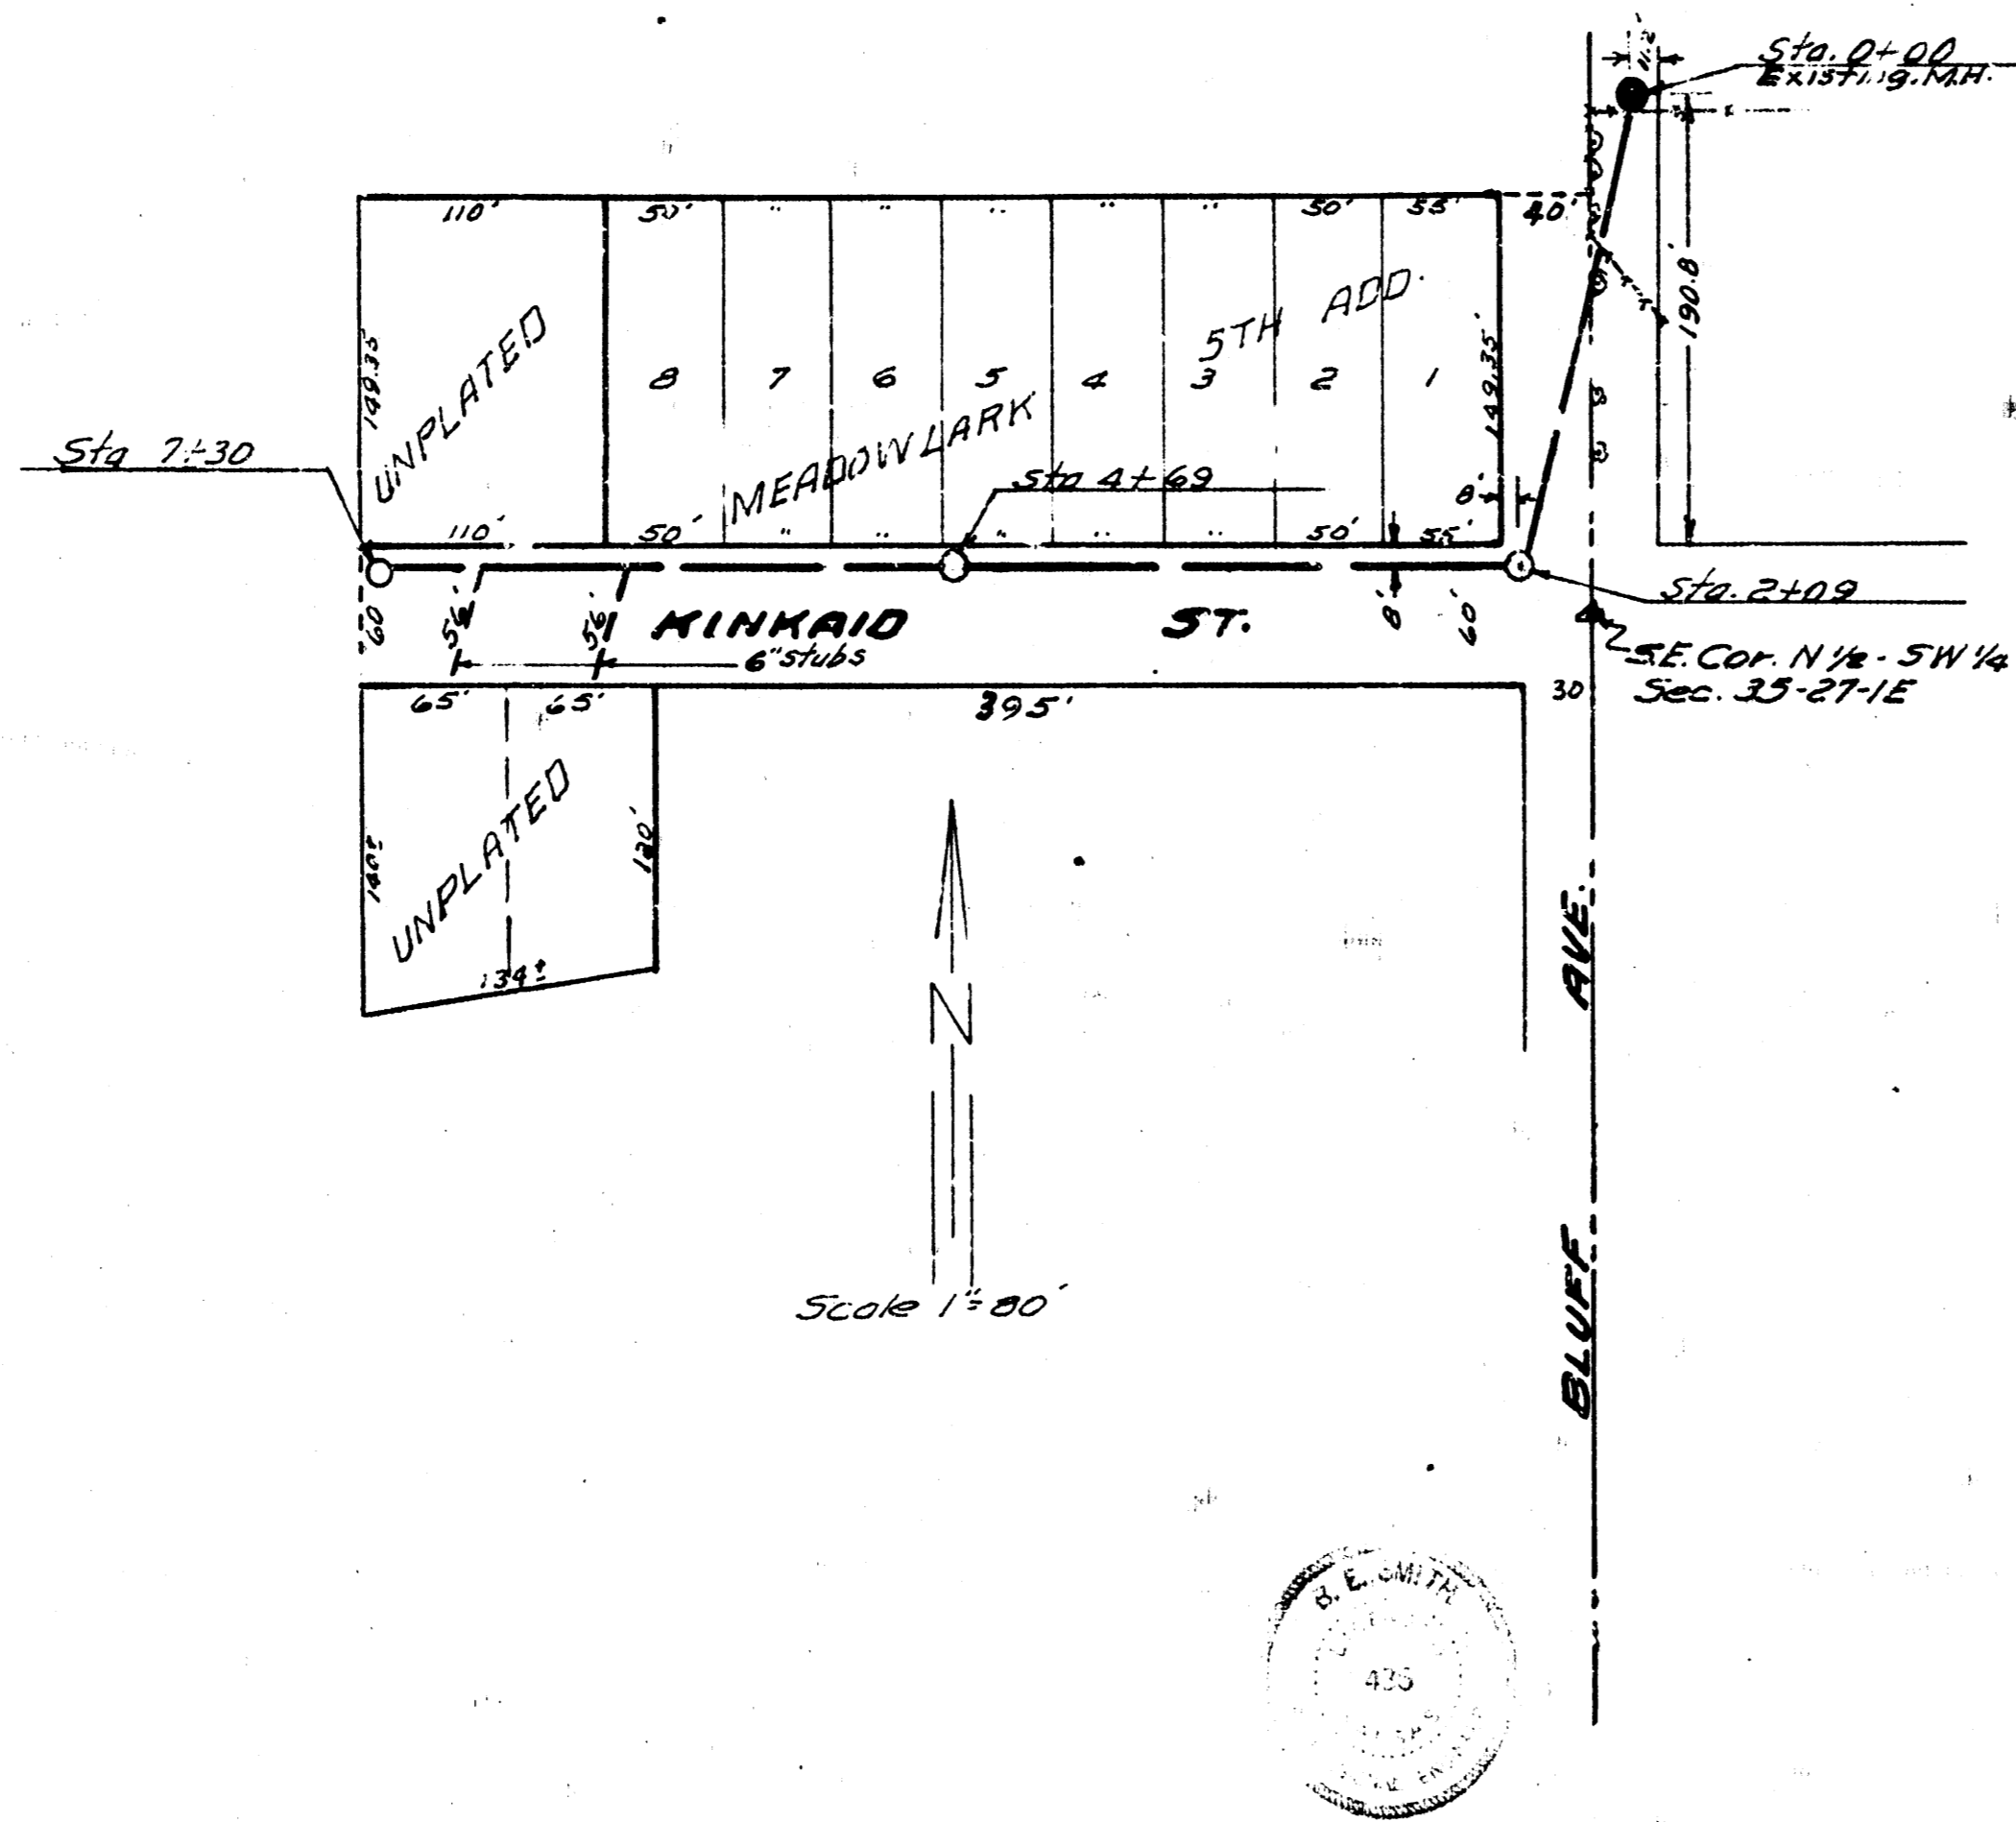 11.2'
Sta. 0+00
Existing. M.H.
110' 50' " " " " " 50' 55' 40'
190.8'
149.35' UNPLATED 8 7 6 5 4 3 2 1 149.35'
5TH ADD.
MEADOWLARK
Sta 7+30
Sta 4+69
8'
110' 50' " " " " " 50' 55'
Sta. 2+09
60 56' 56' KINKAID ST. 8' 60'
6" stubs
S.E. Cor. N 1/2 - SW 1/4
Sec. 35-27-1E
65' 65' 395' 30
140± UNPLATED 120'
134±
N
AVE.
BLUFF
Scale 1"=80'
E. SMITH